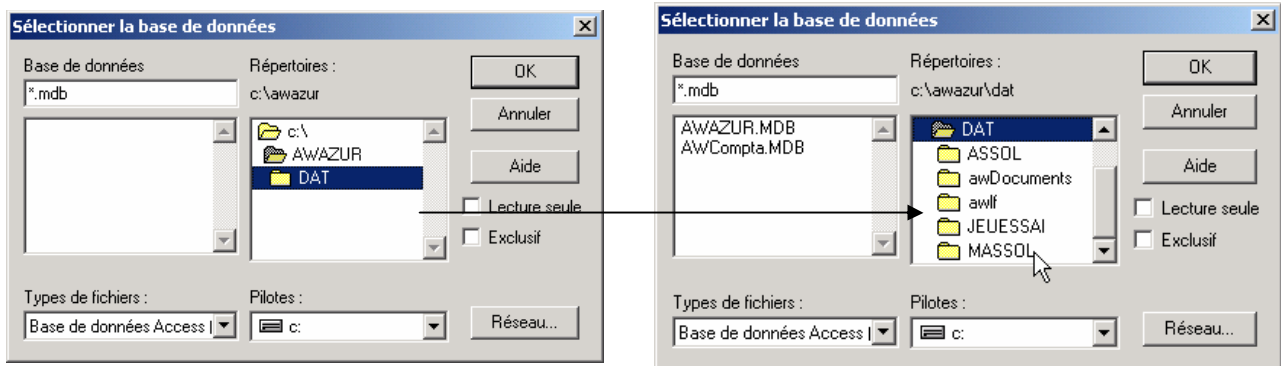 Sélectionner la base de données
Base de données
*.mdb
Répertoires :
c:\awazur
c:\
AWAZUR
DAT
OK
Annuler
Aide
Lecture seule
Exclusif
Types de fichiers :
Base de données Access (
Pilotes :
c:
Réseau...
Sélectionner la base de données
Base de données
*.mdb
AWAZUR.MDB
AWCompta.MDB
Répertoires :
c:\awazur\dat
DAT
ASSOL
awDocuments
awlf
JEUESSAI
MASSOL
OK
Annuler
Aide
Lecture seule
Exclusif
Types de fichiers :
Base de données Access (
Pilotes :
c:
Réseau...